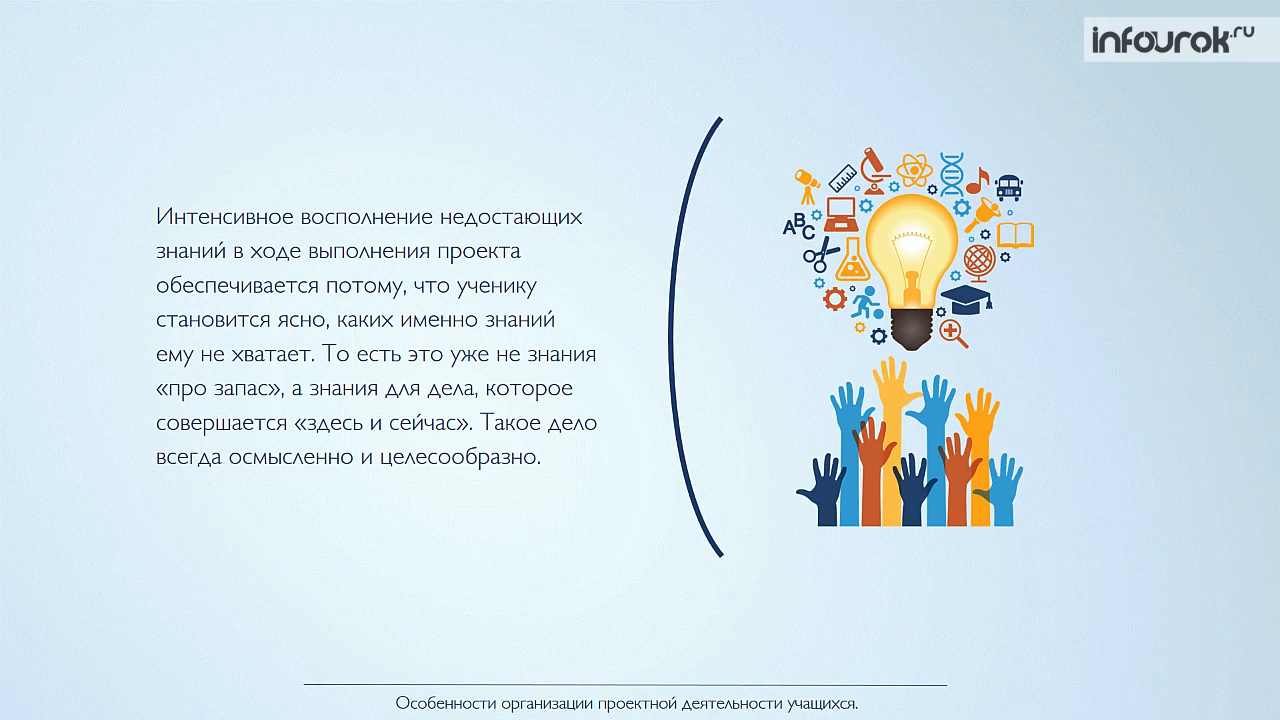 infourok.ru
Интенсивное восполнение недостающих
знаний в ходе выполнения проекта
обеспечивается потому, что ученику
становится ясно, каких именно знаний
ему не хватает. То есть это уже не знания
«про запас», а знания для дела, которое
совершается «здесь и сейчас». Такое дело
всегда осмысленно и целесообразно.
ABC
Особенности организации проектной деятельности учащихся.